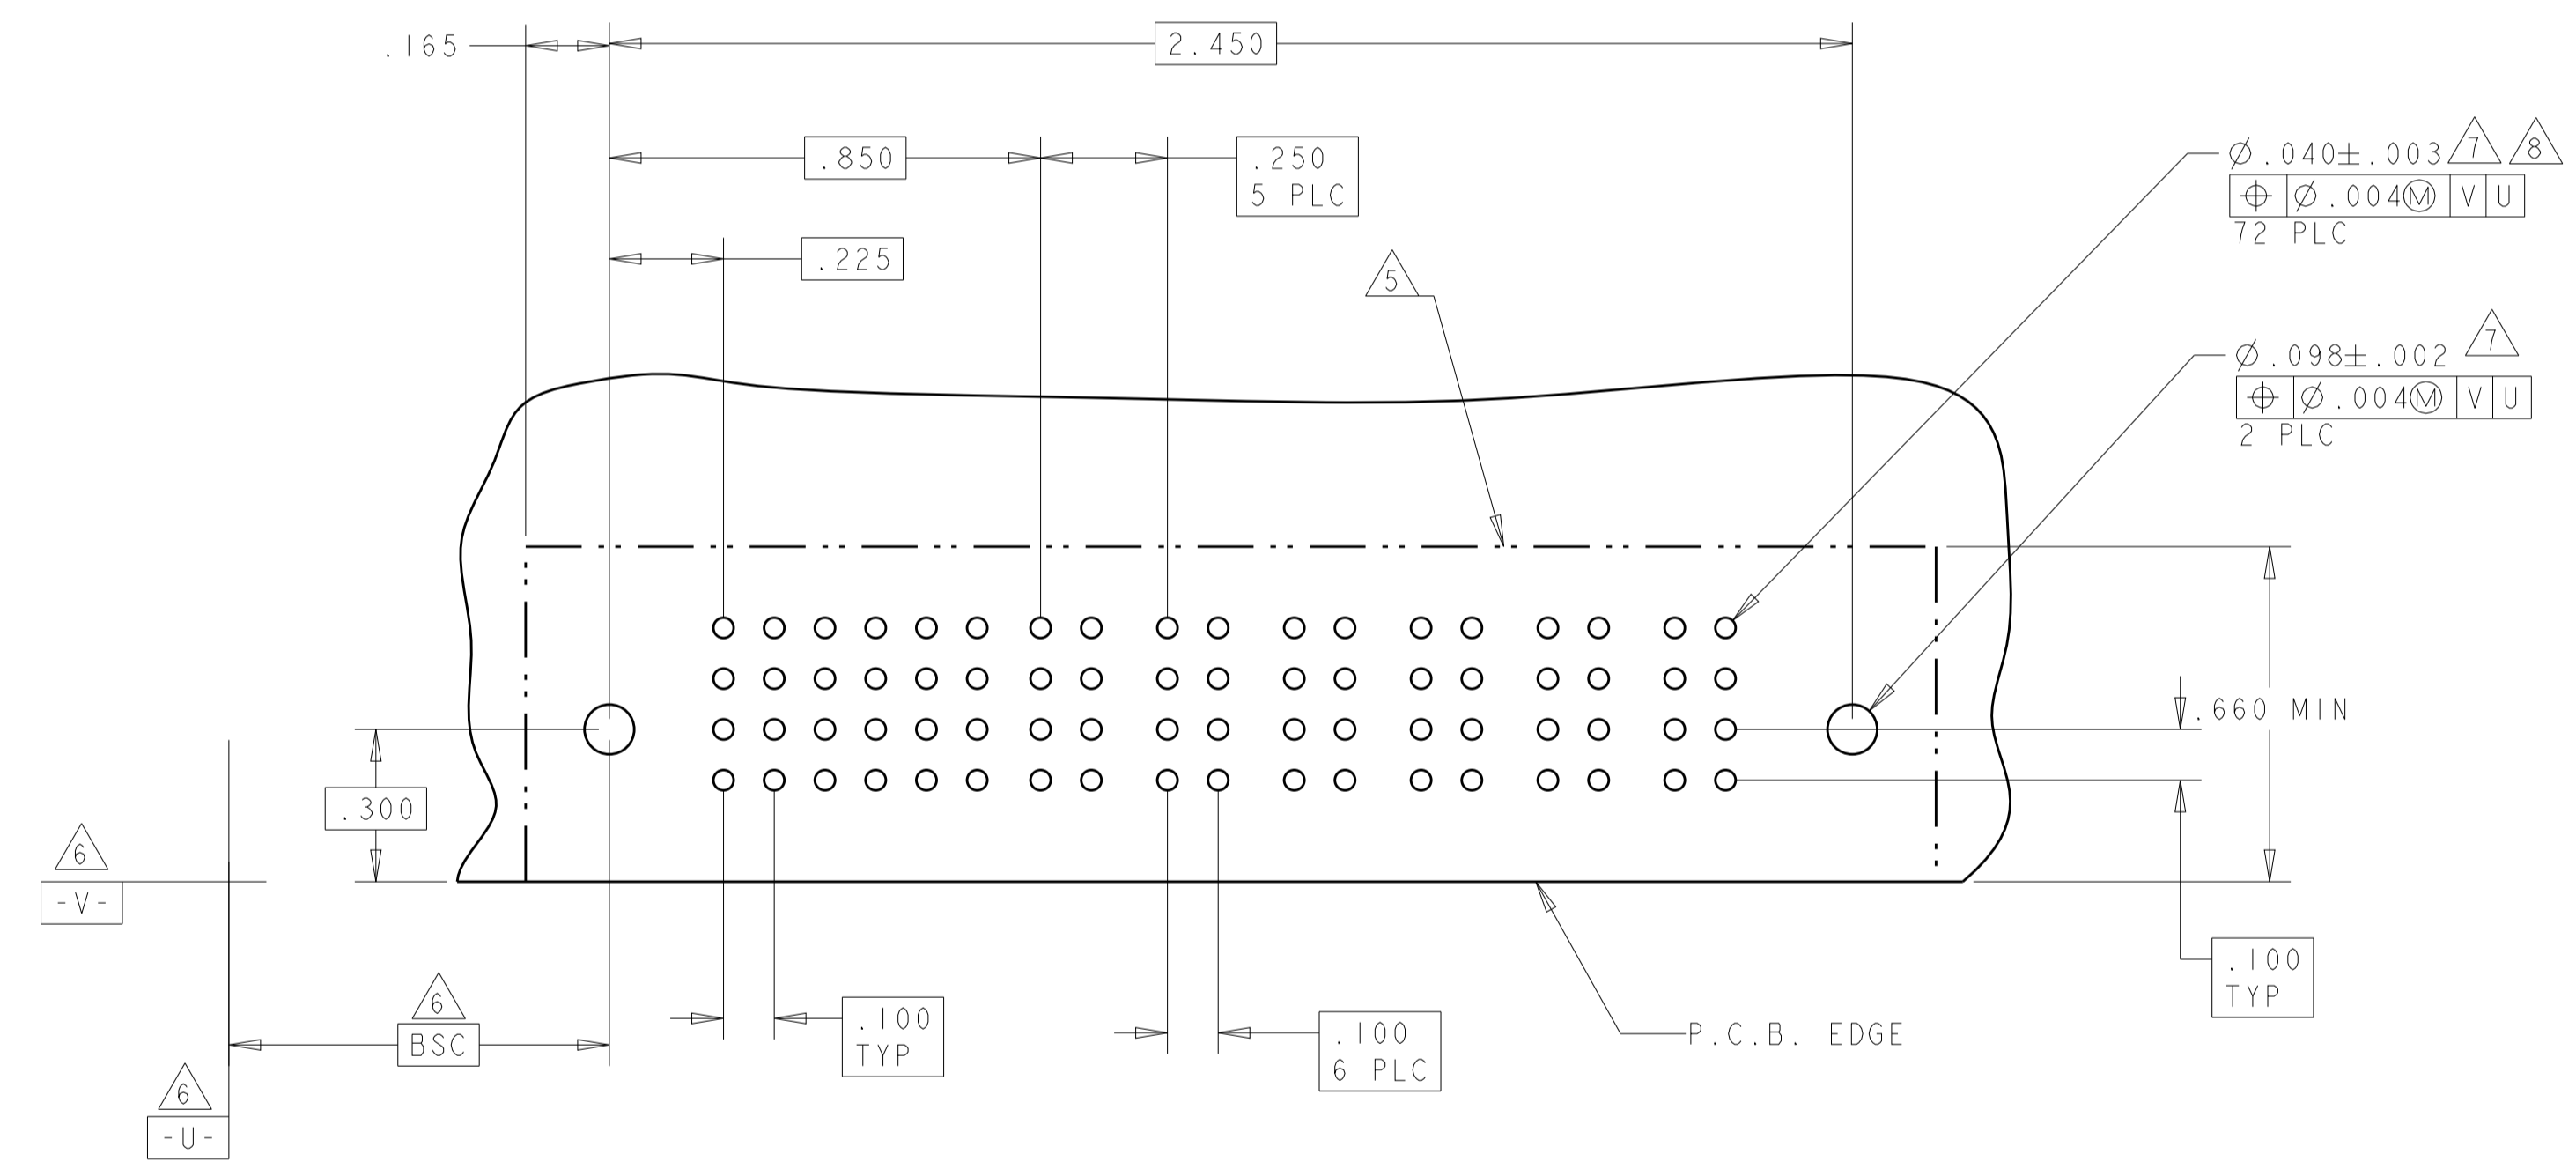 .165
2.450
.850
.250
5 PLC
.225
⌀.040±.003 7 8
⌖ ⌀.004Ⓜ V U
72 PLC
5
⌀.098±.002 7
⌖ ⌀.004Ⓜ V U
2 PLC
.660 MIN
.300
6
-V-
6
BSC
6
-U-
.100
TYP
.100
6 PLC
P.C.B. EDGE
.100
TYP